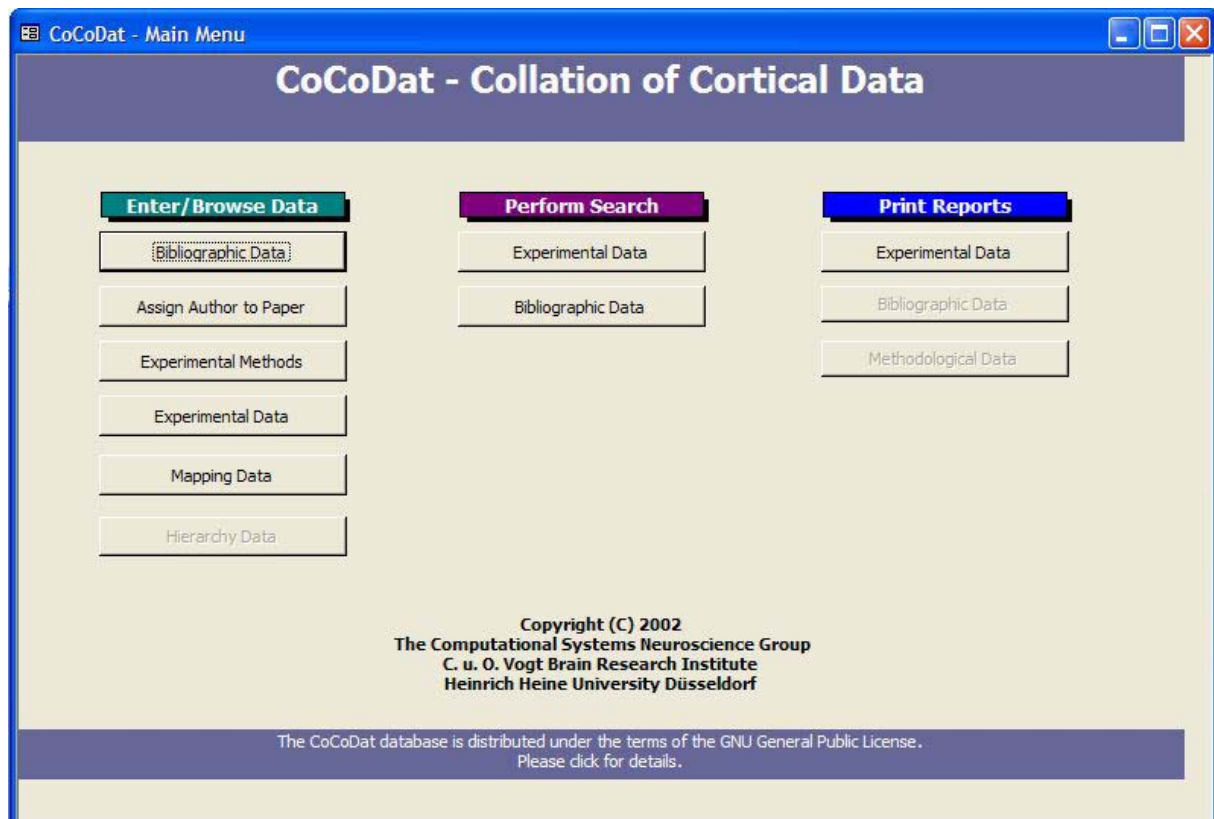 CoCoDat - Main Menu
CoCoDat - Collation of Cortical Data
Enter/Browse Data
Bibliographic Data
Assign Author to Paper
Experimental Methods
Experimental Data
Mapping Data
Hierarchy Data
Perform Search
Experimental Data
Bibliographic Data
Print Reports
Experimental Data
Bibliographic Data
Methodological Data
Copyright (C) 2002
The Computational Systems Neuroscience Group
C. u. O. Vogt Brain Research Institute
Heinrich Heine University Düsseldorf
The CoCoDat database is distributed under the terms of the GNU General Public License.
Please click for details.